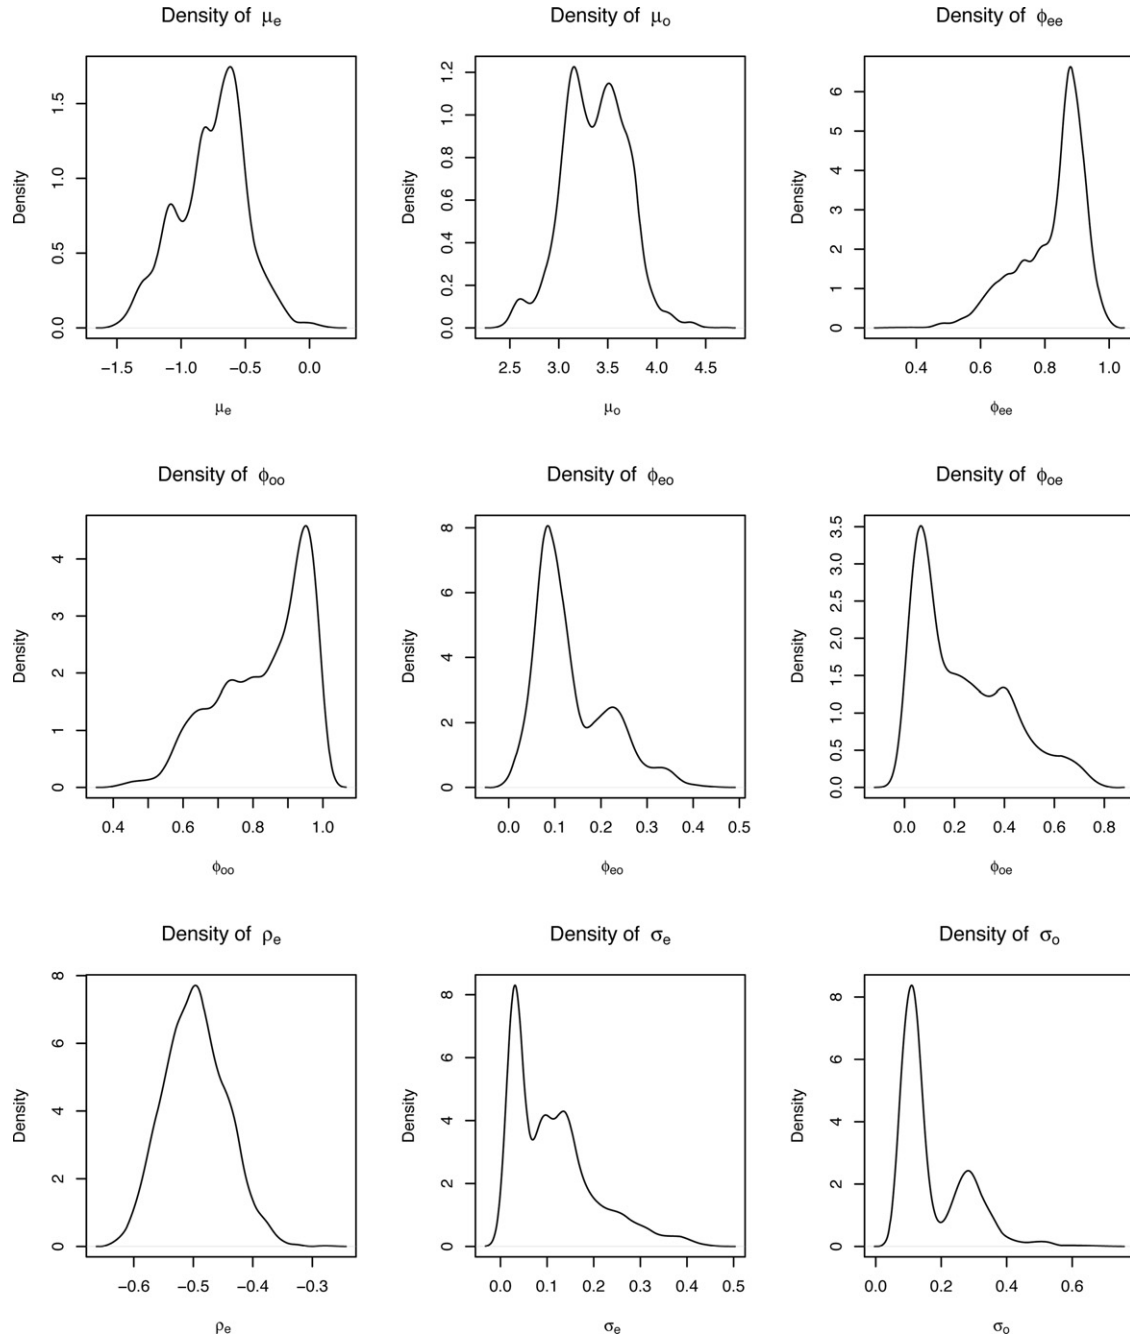 Density of μe Density of μo Density of ϕee
Density Density Density
0.0 0.5 1.0 1.5
0.0 0.2 0.4 0.6 0.8 1.0 1.2
0 1 2 3 4 5 6
−1.5 −1.0 −0.5 0.0 2.5 3.0 3.5 4.0 4.5 0.4 0.6 0.8 1.0
μe μo ϕee
Density of ϕoo Density of ϕeo Density of ϕoe
Density Density Density
0 1 2 3 4
0 2 4 6 8
0.0 0.5 1.0 1.5 2.0 2.5 3.0 3.5
0.4 0.6 0.8 1.0 0.0 0.1 0.2 0.3 0.4 0.5 0.0 0.2 0.4 0.6 0.8
ϕoo ϕeo ϕoe
Density of ρe Density of σe Density of σo
Density Density Density
0 2 4 6 8
0 2 4 6 8
0 2 4 6 8
−0.6 −0.5 −0.4 −0.3 0.0 0.1 0.2 0.3 0.4 0.5 0.0 0.2 0.4 0.6
ρe σe σo